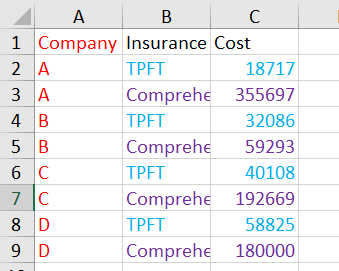 A B C
1 Company Insurance Cost
2 A TPFT 18717
3 A Comprehe 355697
4 B TPFT 32086
5 B Comprehe 59293
6 C TPFT 40108
7 C Comprehe 192669
8 D TPFT 58825
9 D Comprehe 180000